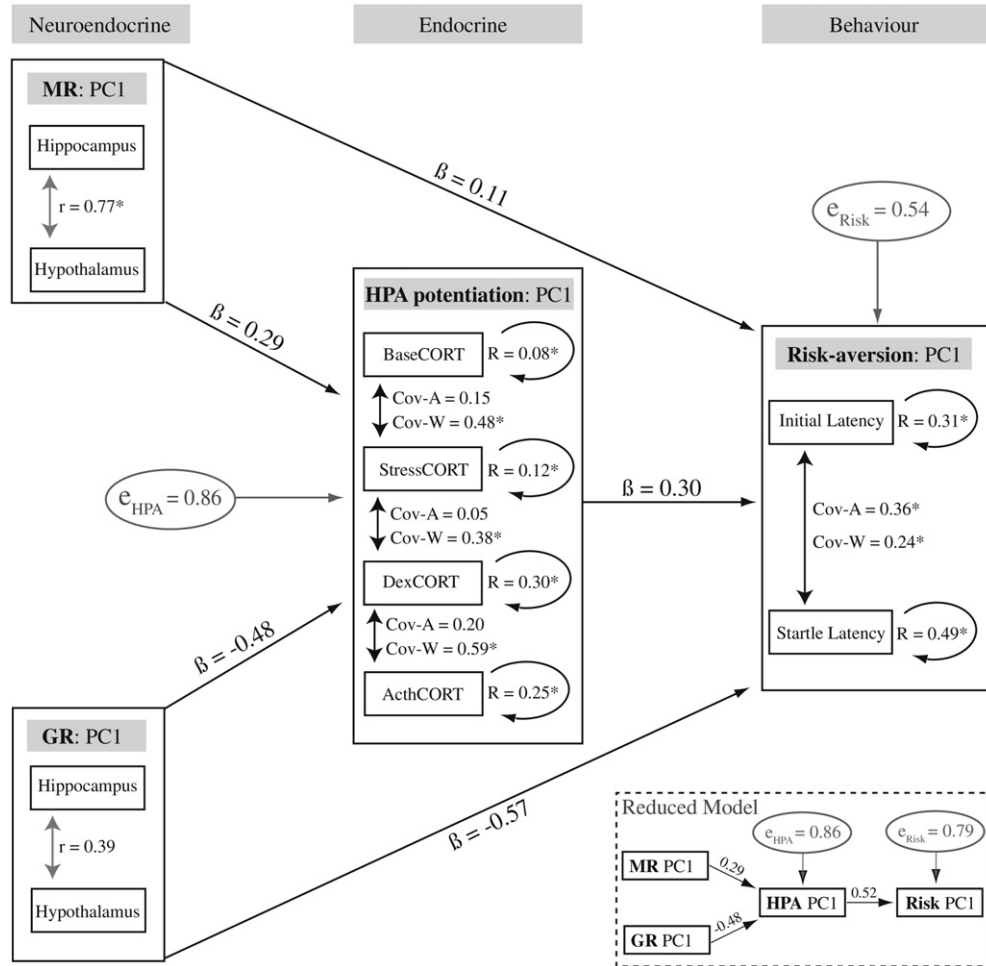 Neuroendocrine
Endocrine
Behaviour
MR: PC1
Hippocampus
r = 0.77*
Hypothalamus
ß = 0.11
ß = 0.29
e_Risk = 0.54
HPA potentiation: PC1
BaseCORT
R = 0.08*
Cov-A = 0.15
Cov-W = 0.48*
StressCORT
R = 0.12*
Cov-A = 0.05
Cov-W = 0.38*
DexCORT
R = 0.30*
Cov-A = 0.20
Cov-W = 0.59*
ActhCORT
R = 0.25*
e_HPA = 0.86
ß = 0.30
Risk-aversion: PC1
Initial Latency
R = 0.31*
Cov-A = 0.36*
Cov-W = 0.24*
Startle Latency
R = 0.49*
ß = -0.48
GR: PC1
Hippocampus
r = 0.39
Hypothalamus
ß = -0.57
Reduced Model
e_HPA = 0.86
e_Risk = 0.79
MR PC1
0.29
HPA PC1
0.52
Risk PC1
-0.48
GR PC1